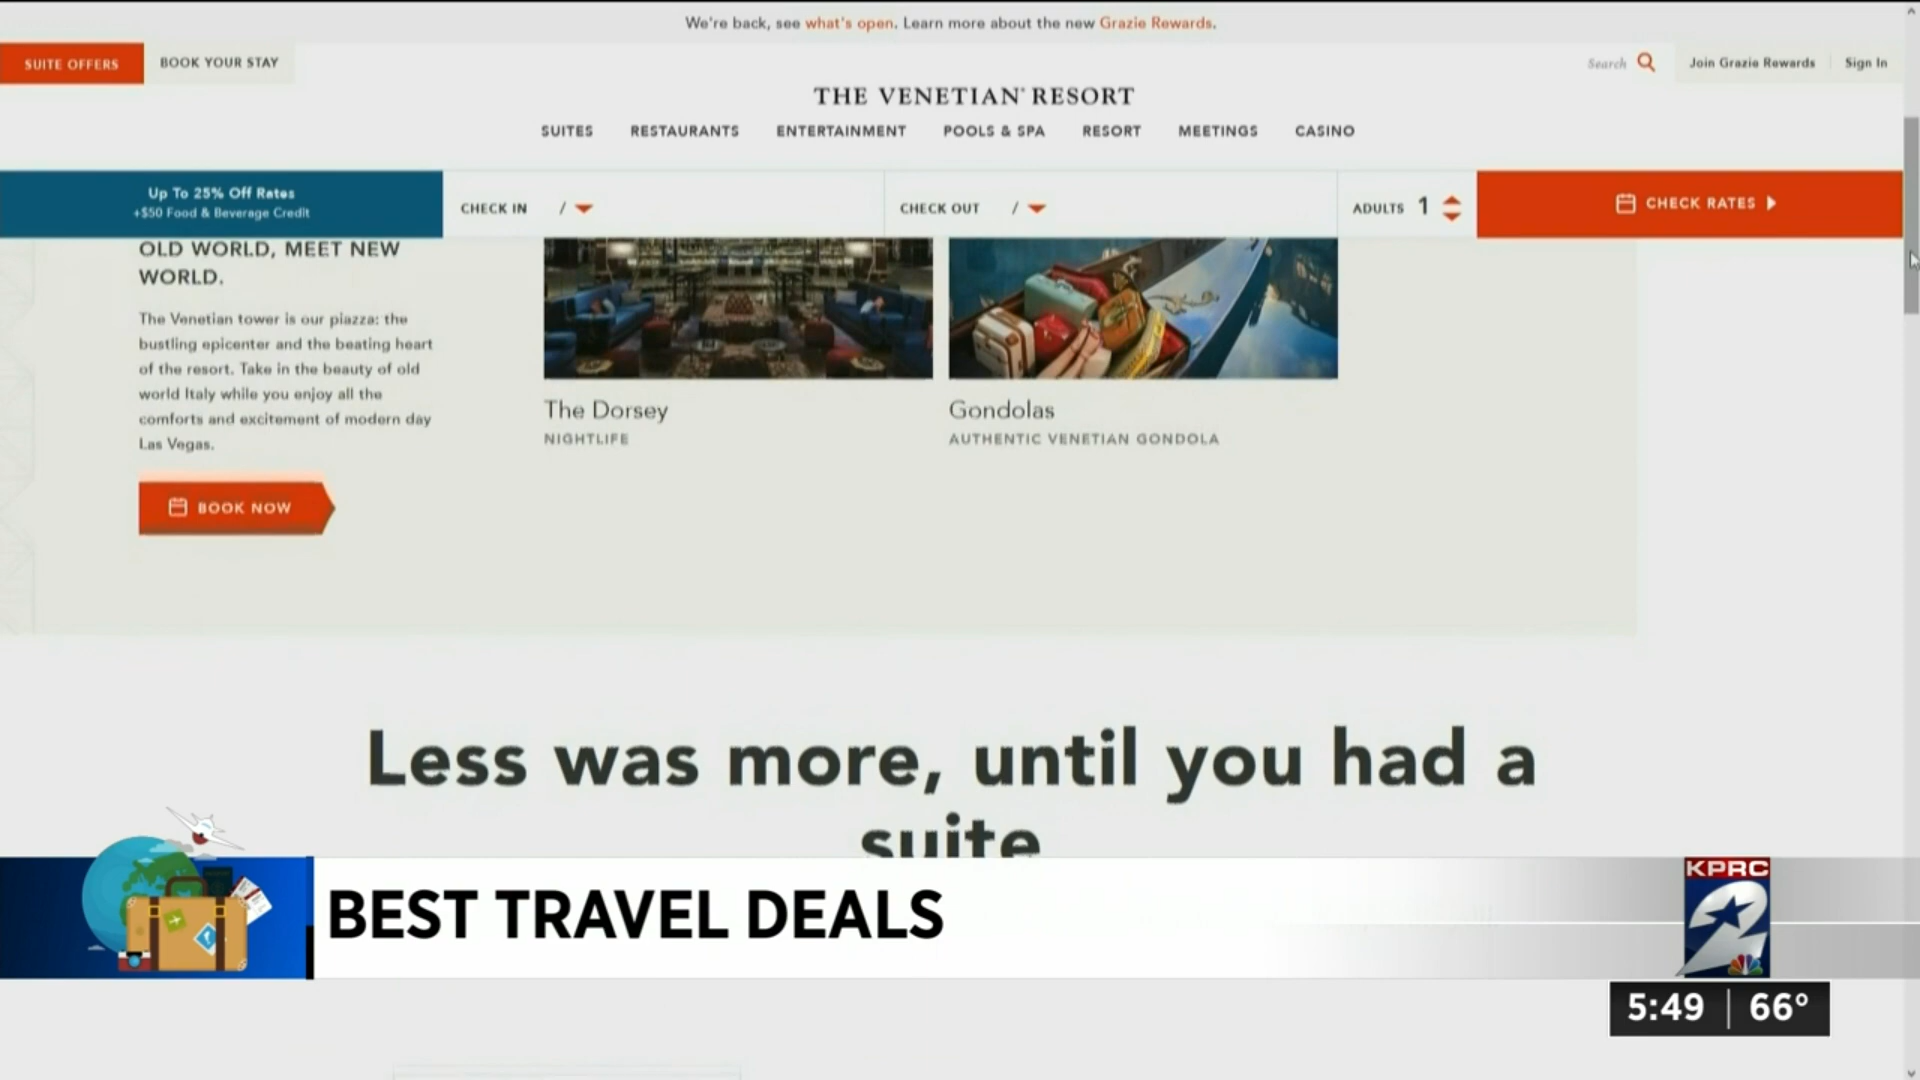 We're back, see what's open. Learn more about the new Grazie Rewards.
SUITE OFFERS
BOOK YOUR STAY
Search
Join Grazie Rewards
Sign In
THE VENETIAN RESORT
SUITES RESTAURANTS ENTERTAINMENT POOLS & SPA RESORT MEETINGS CASINO
Up To 25% Off Rates
+$50 Food & Beverage Credit
CHECK IN /
CHECK OUT /
ADULTS 1
CHECK RATES
OLD WORLD, MEET NEW
WORLD.
The Venetian tower is our piazza: the
bustling epicenter and the beating heart
of the resort. Take in the beauty of old
world Italy while you enjoy all the
comforts and excitement of modern day
Las Vegas.
BOOK NOW
The Dorsey
NIGHTLIFE
Gondolas
AUTHENTIC VENETIAN GONDOLA
Less was more, until you had a
suite
BEST TRAVEL DEALS
KPRC
2
5:49 66°